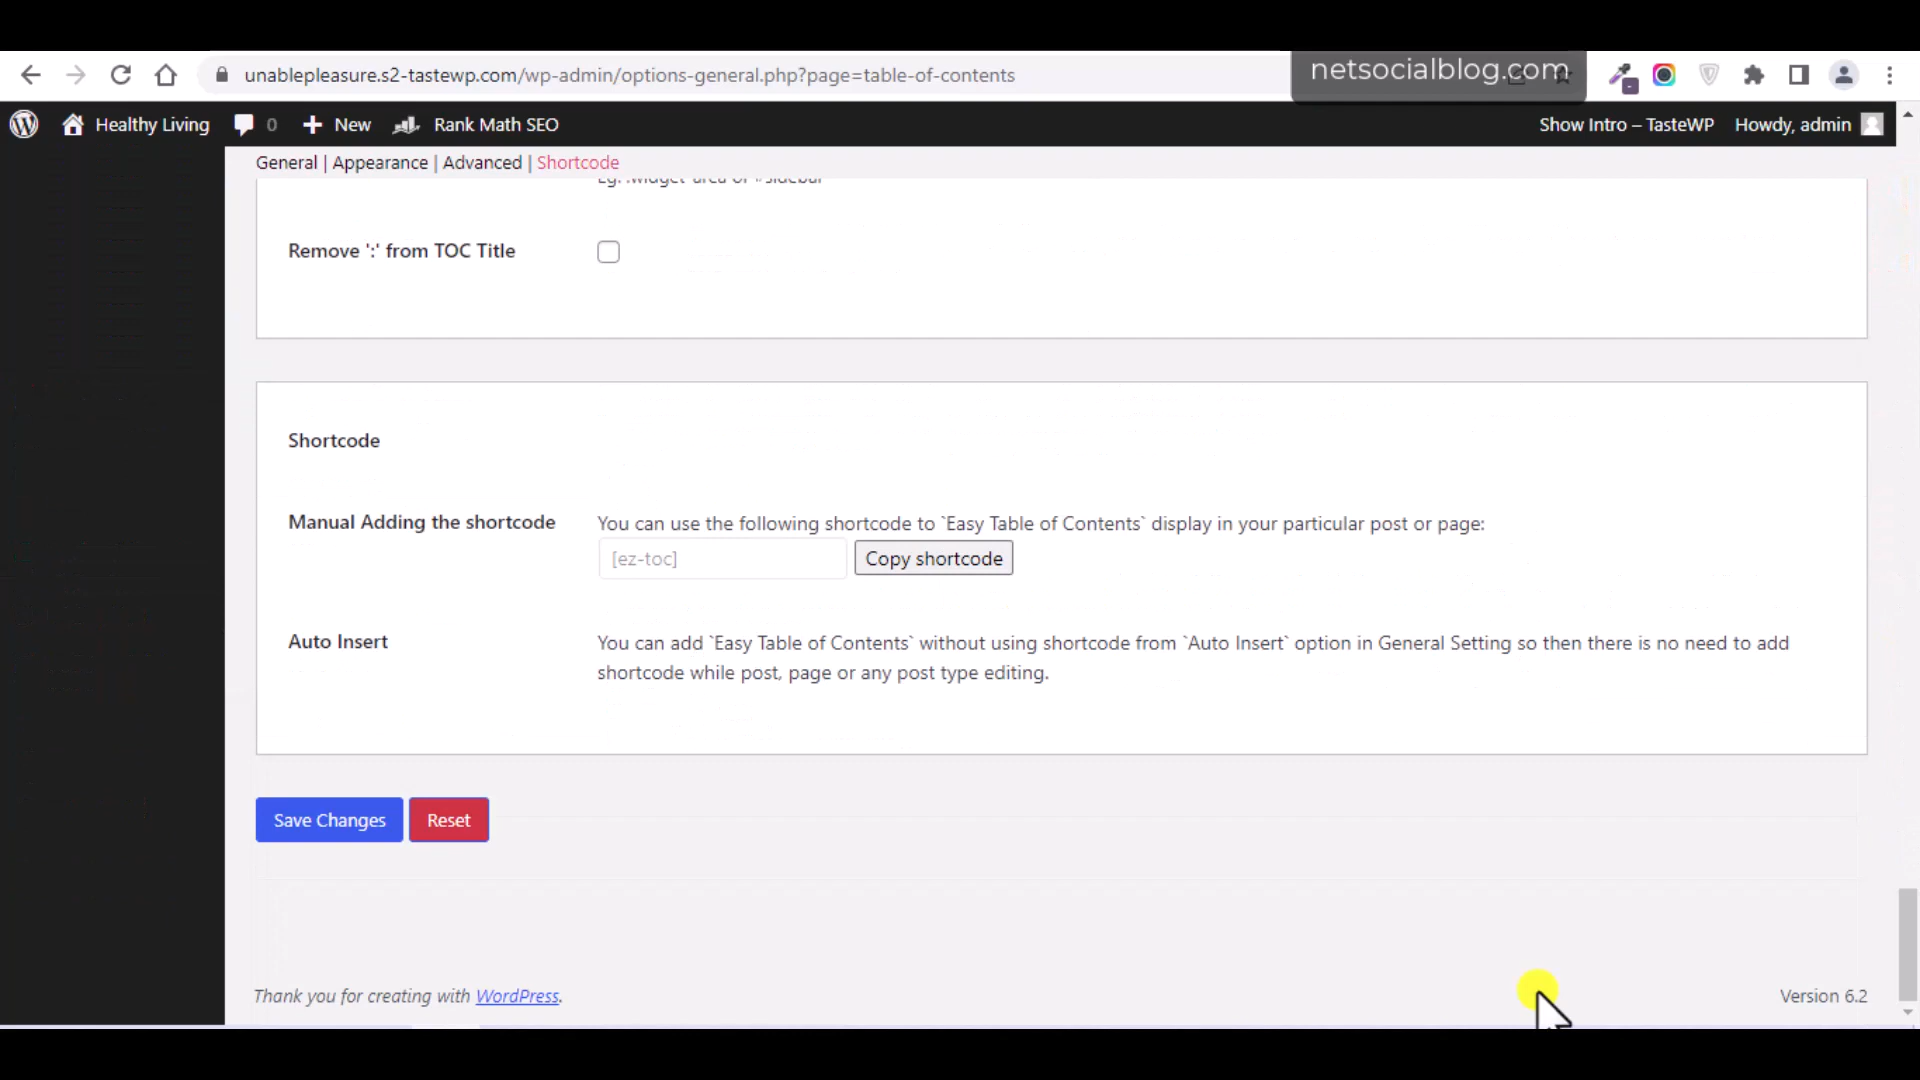 unablepleasure.s2-tastewp.com/wp-admin/options-general.php?page=table-of-contents
netsocialblog.com
Healthy Living 0 New Rank Math SEO Show Intro – TasteWP Howdy, admin
General | Appearance | Advanced | Shortcode
Remove ':' from TOC Title
Shortcode
Manual Adding the shortcode You can use the following shortcode to `Easy Table of Contents` display in your particular post or page:
[ez-toc] Copy shortcode
Auto Insert You can add `Easy Table of Contents` without using shortcode from `Auto Insert` option in General Setting so then there is no need to add
shortcode while post, page or any post type editing.
Save Changes Reset
Thank you for creating with WordPress. Version 6.2